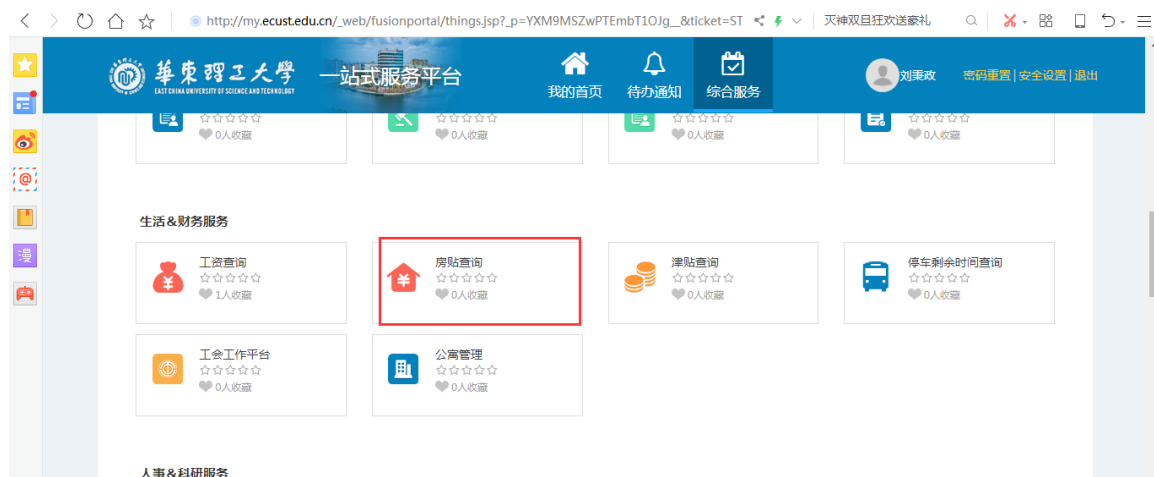 http://my.ecust.edu.cn/_web/fusionportal/things.jsp?_p=YXM9MSZwPTEmbT1OJg__&ticket=ST
灭神双旦狂欢送豪礼
華東理工大學
EAST CHINA UNIVERSITY OF SCIENCE AND TECHNOLOGY
一站式服务平台
我的首页
待办通知
综合服务
刘秉政
密码重置|安全设置|退出
0人收藏
0人收藏
0人收藏
0人收藏
生活&财务服务
工资查询
1人收藏
房贴查询
0人收藏
津贴查询
0人收藏
停车剩余时间查询
0人收藏
工会工作平台
0人收藏
公寓管理
0人收藏
人事&科研服务
漫
@